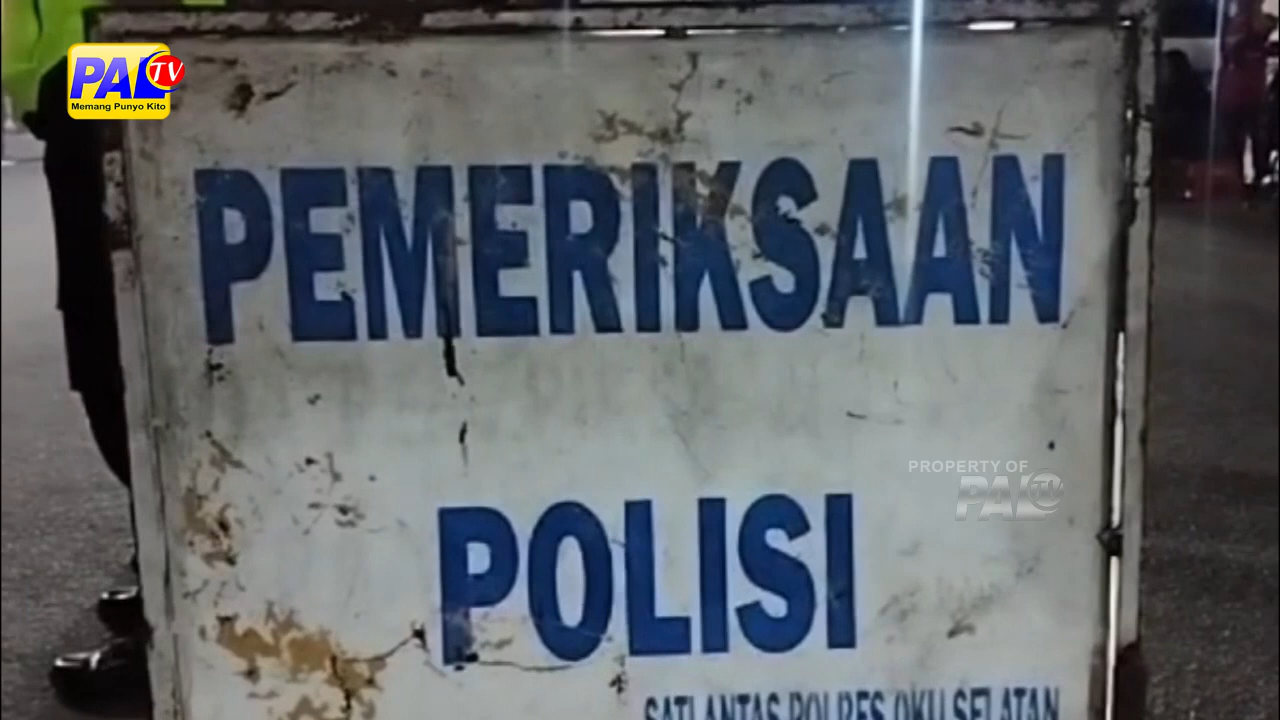 PAL TV
Memang Punyo Kito
PEMERIKSAAN
POLISI
PROPERTY OF
PAL TV
SATLANTAS POLRES OKU SELATAN